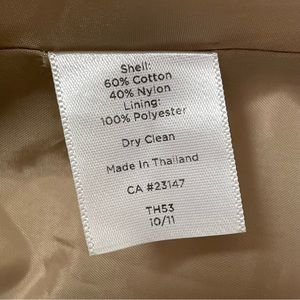 Shell:
60% Cotton
40% Nylon
Lining:
100% Polyester
Dry Clean
Made in Thailand
CA #23147
TH53
10/11